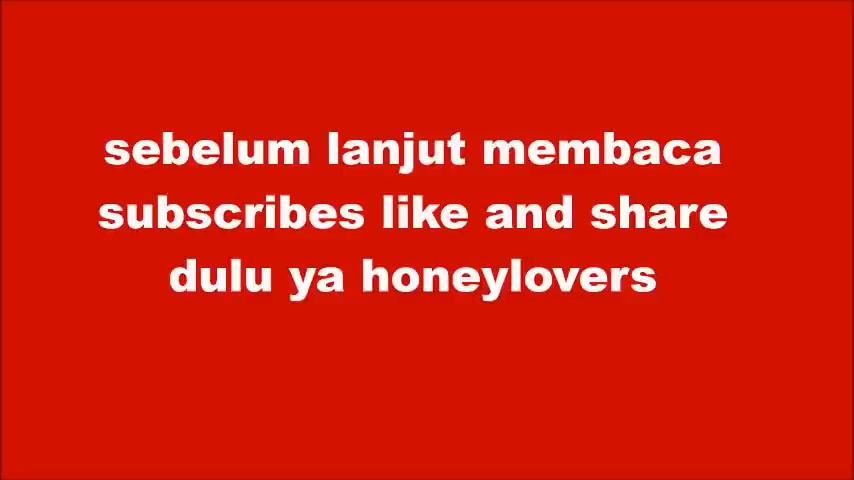 sebelum lanjut membaca
subscribes like and share
dulu ya honeylovers